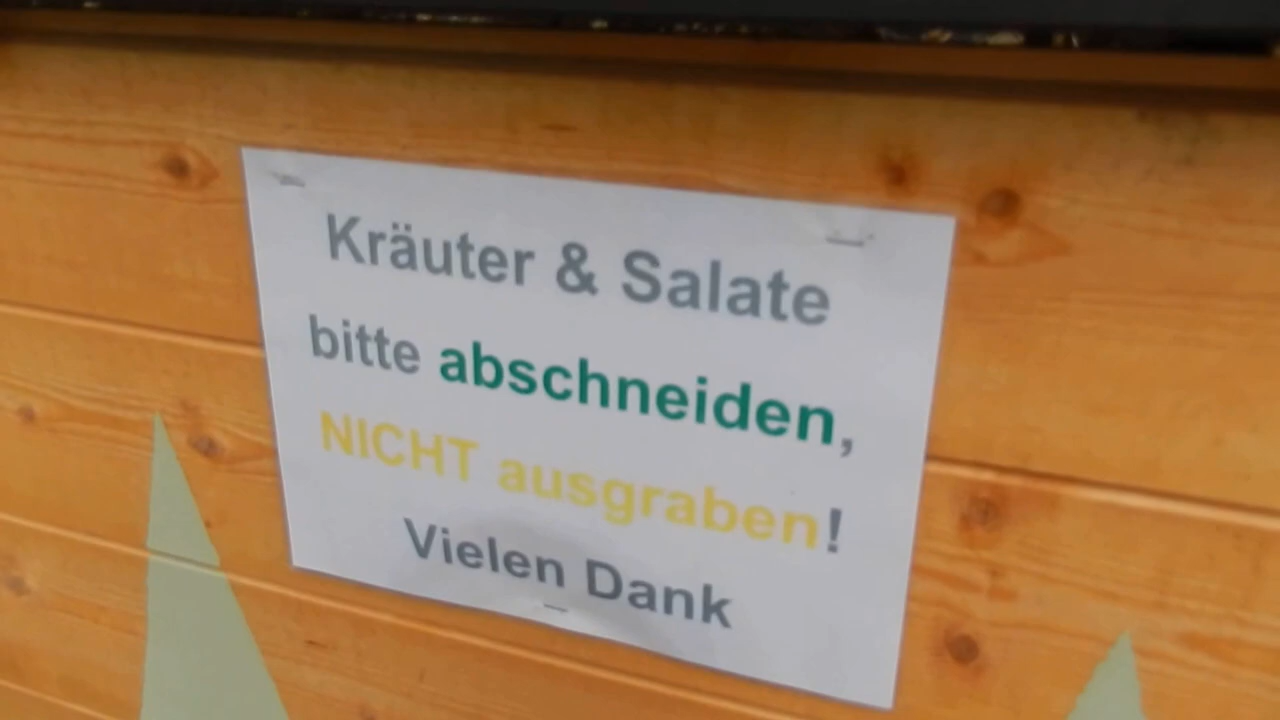 Kräuter & Salate
bitte abschneiden,
NICHT ausgraben!
Vielen Dank